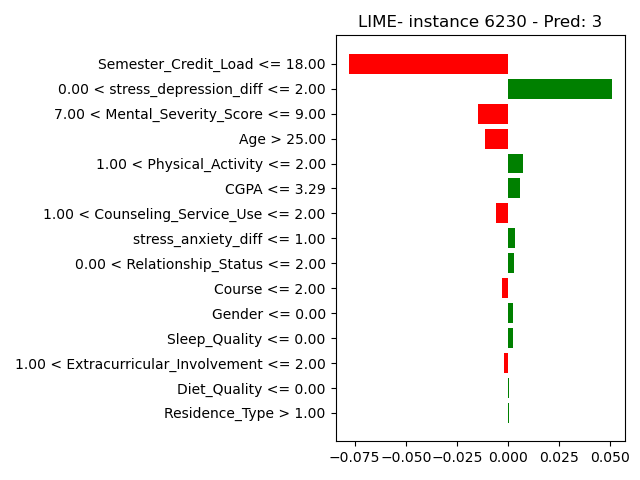 LIME- instance 6230 - Pred: 3
Semester_Credit_Load <= 18.00
0.00 < stress_depression_diff <= 2.00
7.00 < Mental_Severity_Score <= 9.00
Age > 25.00
1.00 < Physical_Activity <= 2.00
CGPA <= 3.29
1.00 < Counseling_Service_Use <= 2.00
stress_anxiety_diff <= 1.00
0.00 < Relationship_Status <= 2.00
Course <= 2.00
Gender <= 0.00
Sleep_Quality <= 0.00
1.00 < Extracurricular_Involvement <= 2.00
Diet_Quality <= 0.00
Residence_Type > 1.00
−0.075 −0.050 −0.025 0.000 0.025 0.050